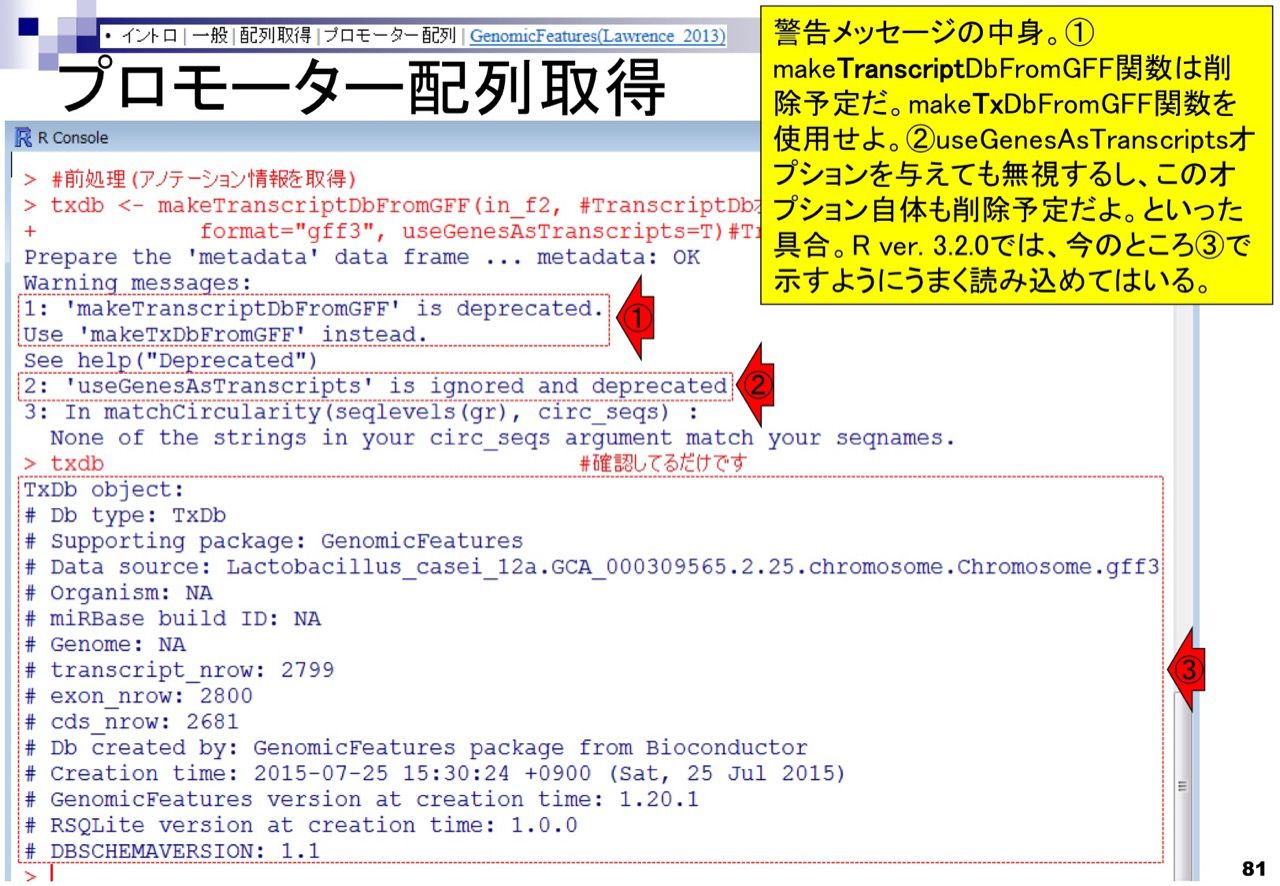 • イントロ | 一般 | 配列取得 | プロモーター配列 | GenomicFeatures(Lawrence_2013)
プロモーター配列取得
警告メッセージの中身。①
makeTranscriptDbFromGFF関数は削
除予定だ。makeTxDbFromGFF関数を
使用せよ。②useGenesAsTranscriptsオ
プションを与えても無視するし、このオ
プション自体も削除予定だよ。といった
具合。R ver. 3.2.0では、今のところ③で
示すようにうまく読み込めてはいる。
R Console
> #前処理(アノテーション情報を取得)
> txdb <- makeTranscriptDbFromGFF(in_f2, #TranscriptDb
+ format="gff3", useGenesAsTranscripts=T)#T
Prepare the 'metadata' data frame ... metadata: OK
Warning messages:
1: 'makeTranscriptDbFromGFF' is deprecated.
Use 'makeTxDbFromGFF' instead.
①
See help("Deprecated")
2: 'useGenesAsTranscripts' is ignored and deprecated
②
3: In matchCircularity(seqlevels(gr), circ_seqs) :
None of the strings in your circ_seqs argument match your seqnames.
> txdb #確認してるだけです
TxDb object:
# Db type: TxDb
# Supporting package: GenomicFeatures
# Data source: Lactobacillus_casei_12a.GCA_000309565.2.25.chromosome.Chromosome.gff3
# Organism: NA
# miRBase build ID: NA
# Genome: NA
# transcript_nrow: 2799
③
# exon_nrow: 2800
# cds_nrow: 2681
# Db created by: GenomicFeatures package from Bioconductor
# Creation time: 2015-07-25 15:30:24 +0900 (Sat, 25 Jul 2015)
# GenomicFeatures version at creation time: 1.20.1
# RSQLite version at creation time: 1.0.0
# DBSCHEMAVERSION: 1.1
>
81